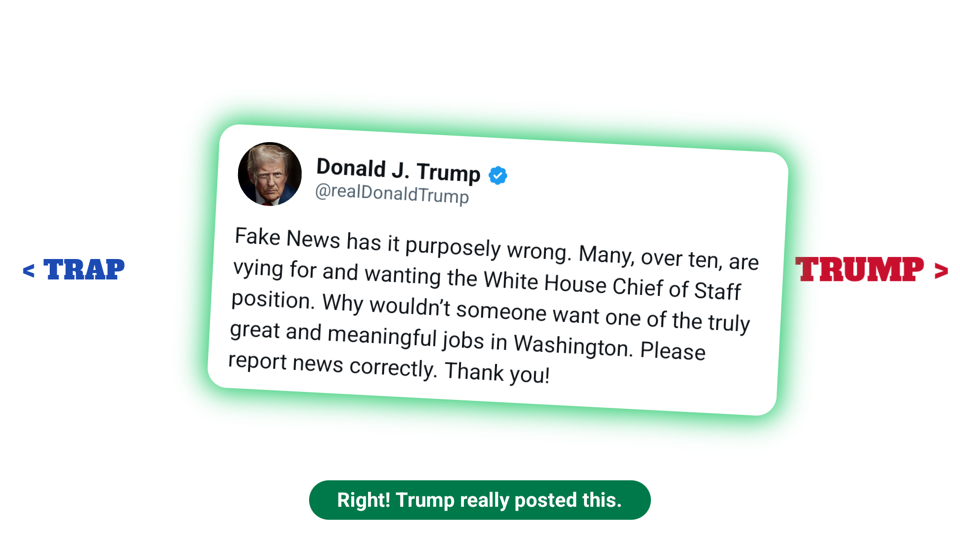 Donald J. Trump
@realDonaldTrump
Fake News has it purposely wrong. Many, over ten, are
vying for and wanting the White House Chief of Staff
position. Why wouldn’t someone want one of the truly
great and meaningful jobs in Washington. Please
report news correctly. Thank you!
< TRAP
TRUMP >
Right! Trump really posted this.